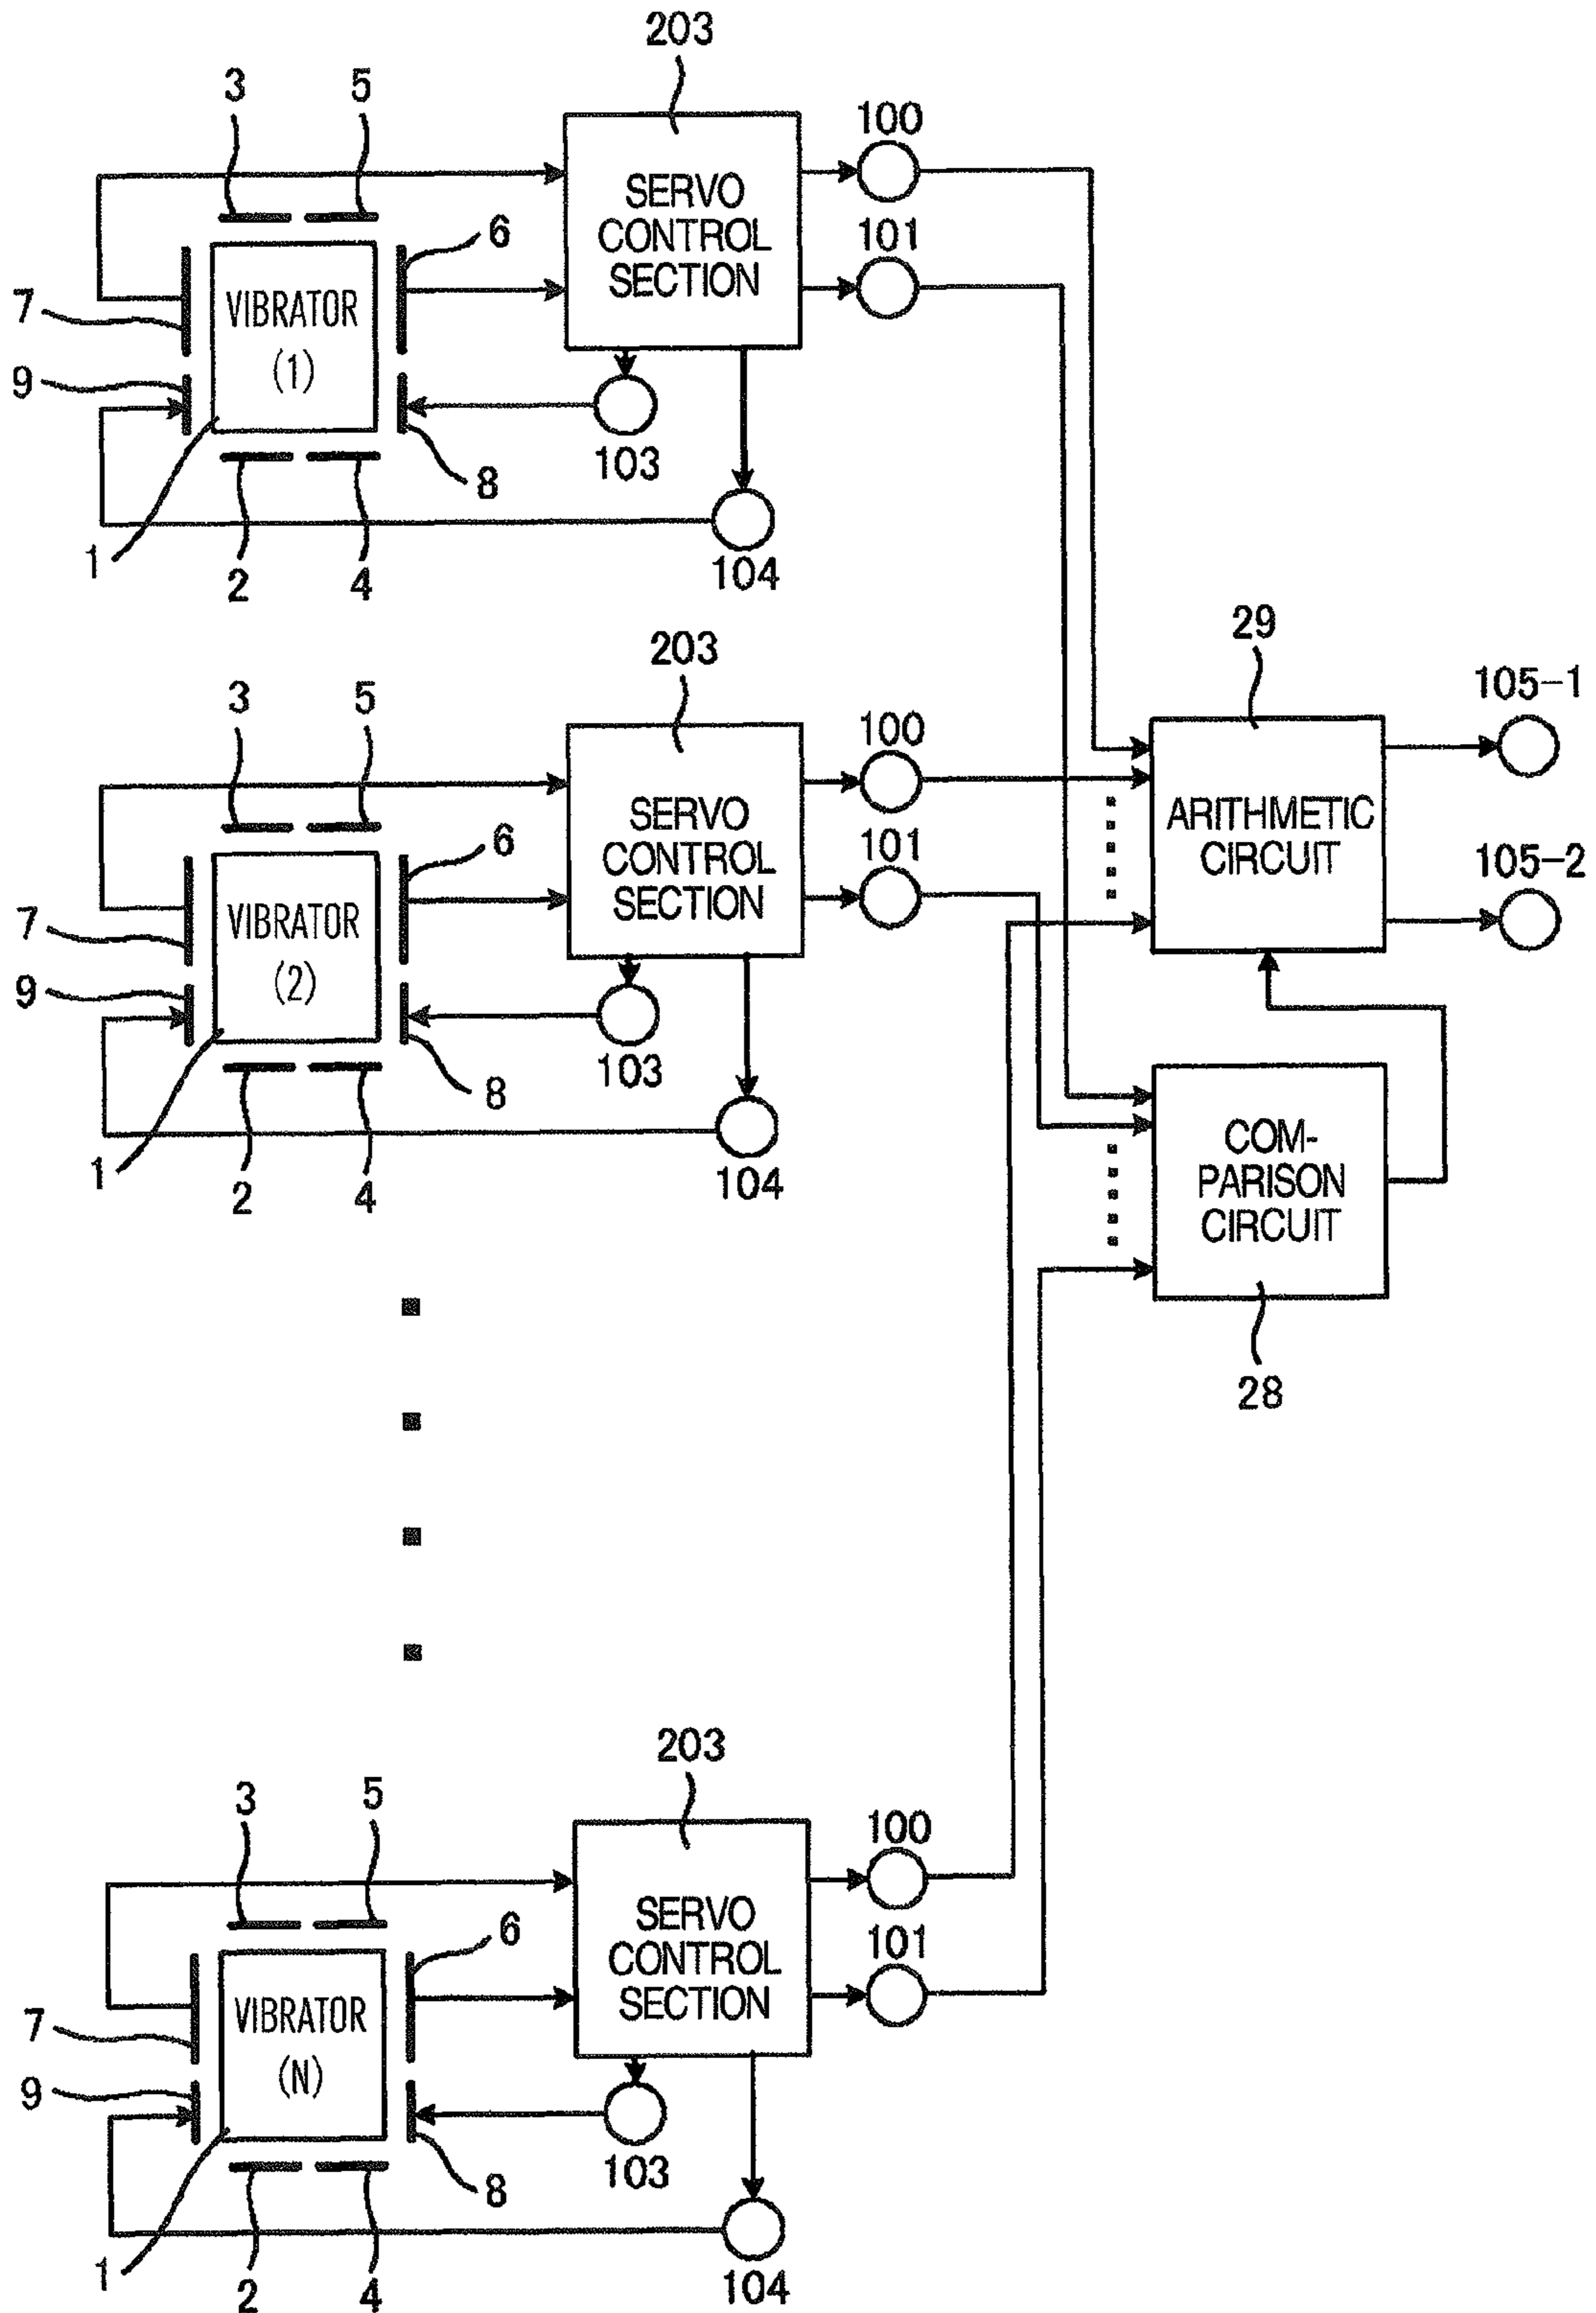 203
3
5
100
SERVO
CONTROL
SECTION
6
101
7
VIBRATOR
(1)
9
103
8
1
2
4
104
203
3
5
100
SERVO
CONTROL
SECTION
6
101
7
VIBRATOR
(2)
9
103
8
1
2
4
104
29
105-1
ARITHMETIC
CIRCUIT
105-2
COM-
PARISON
CIRCUIT
28
203
3
5
100
SERVO
CONTROL
SECTION
6
101
7
VIBRATOR
(N)
9
103
8
1
2
4
104